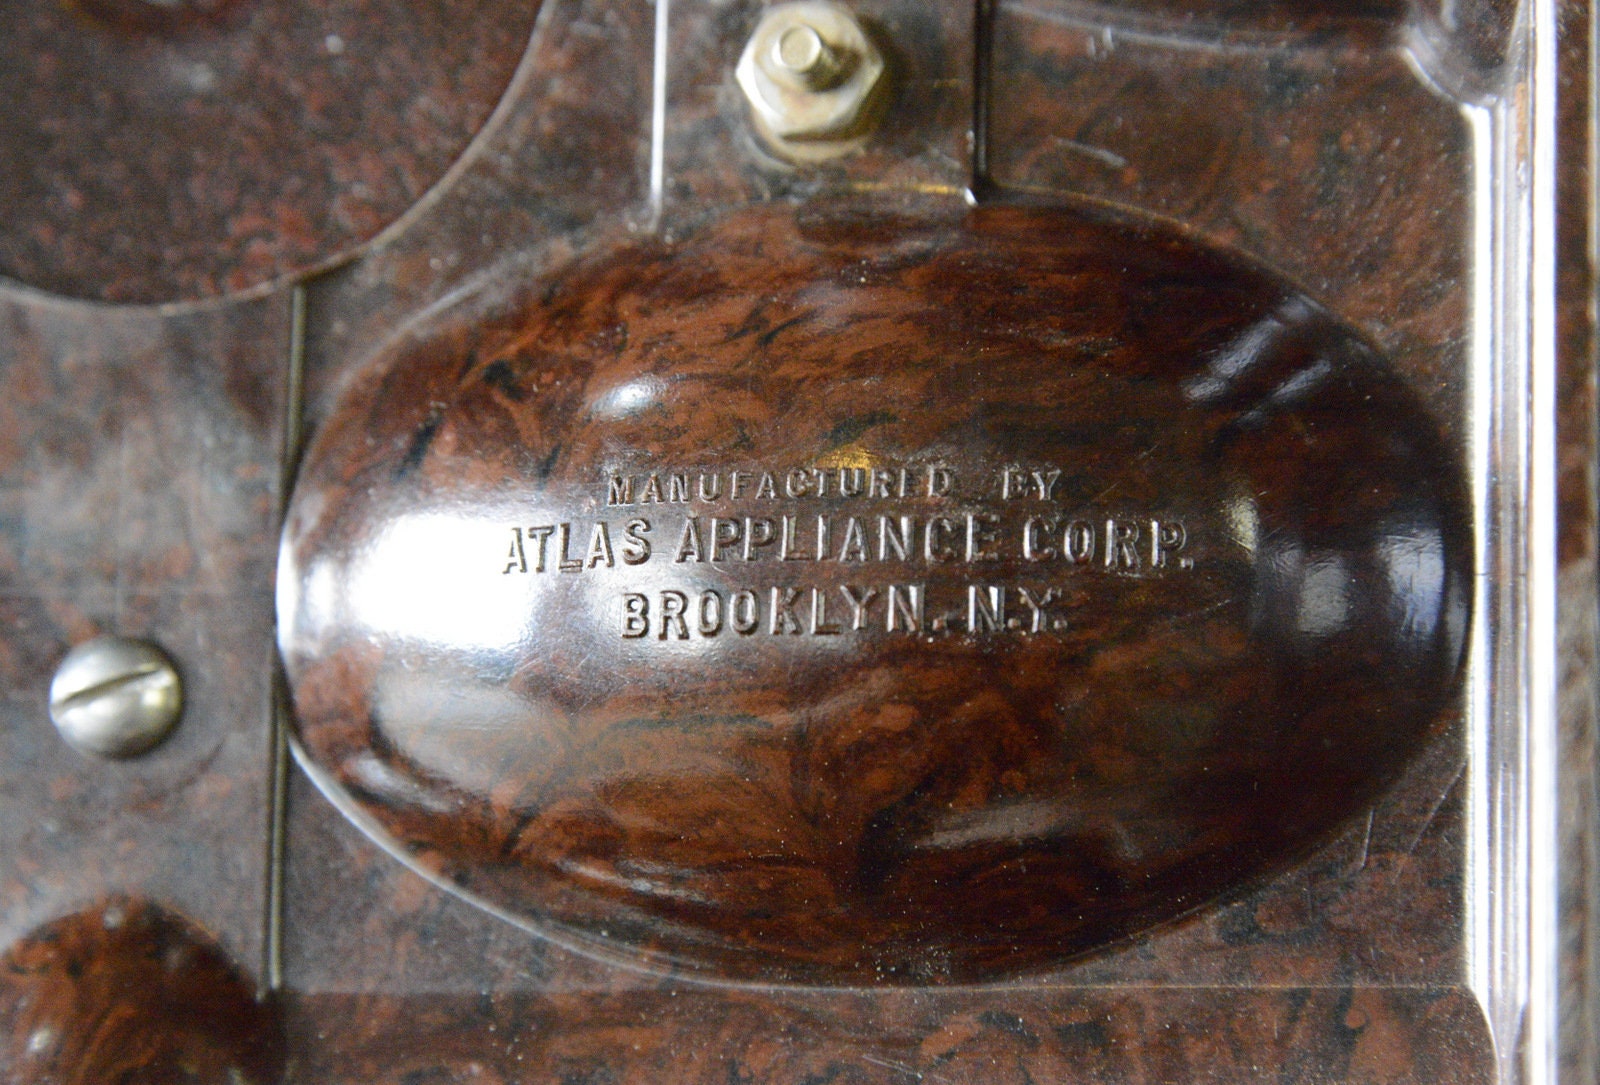 MANUFACTURED BY
ATLAS APPLIANCE CORP.
BROOKLYN. N.Y.